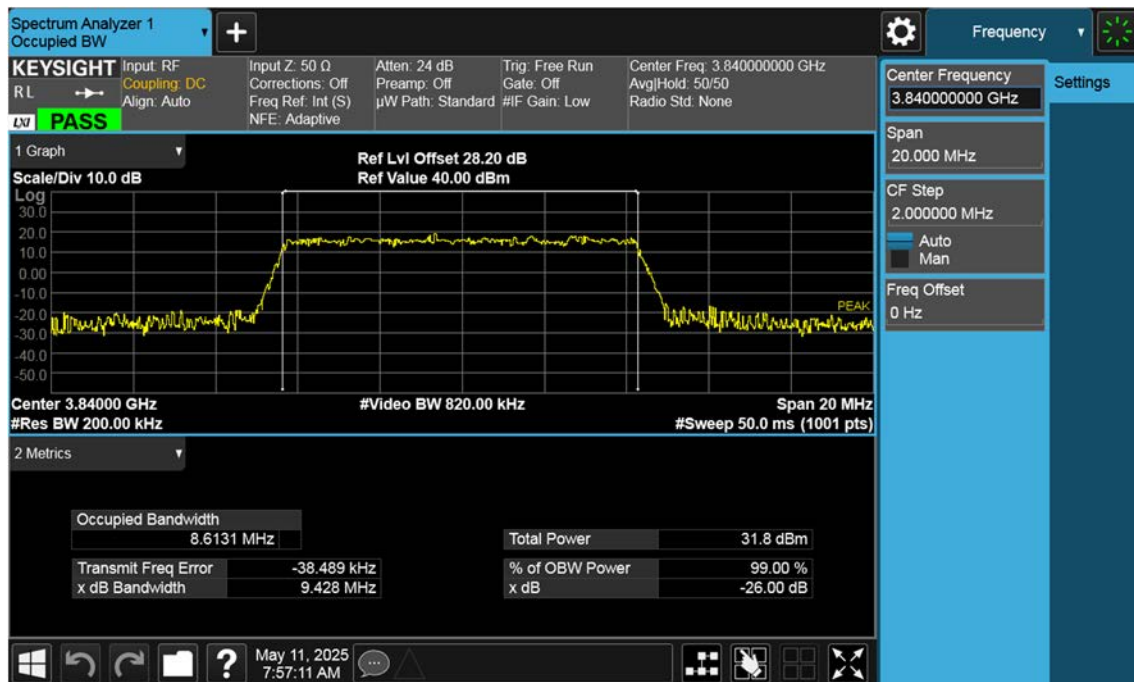 Spectrum Analyzer 1
Occupied BW
+
Frequency
KEYSIGHT
RL
LXI PASS
Input: RF
Coupling: DC
Align: Auto
Input Z: 50 Ω
Corrections: Off
Freq Ref: Int (S)
NFE: Adaptive
Atten: 24 dB
Preamp: Off
µW Path: Standard
Trig: Free Run
Gate: Off
#IF Gain: Low
Center Freq: 3.840000000 GHz
Avg|Hold: 50/50
Radio Std: None
Center Frequency
3.840000000 GHz
Settings
Span
20.000 MHz
CF Step
2.000000 MHz
Auto
Man
Freq Offset
0 Hz
1 Graph
Scale/Div 10.0 dB
Ref Lvl Offset 28.20 dB
Ref Value 40.00 dBm
Log
30.0
20.0
10.0
0.00
-10.0
-20.0
-30.0
-40.0
-50.0
PEAK
Center 3.84000 GHz
#Video BW 820.00 kHz
Span 20 MHz
#Res BW 200.00 kHz
#Sweep 50.0 ms (1001 pts)
2 Metrics
Occupied Bandwidth
8.6131 MHz
Total Power 31.8 dBm
Transmit Freq Error -38.489 kHz
% of OBW Power 99.00 %
x dB Bandwidth 9.428 MHz
x dB -26.00 dB
?
May 11, 2025
7:57:11 AM